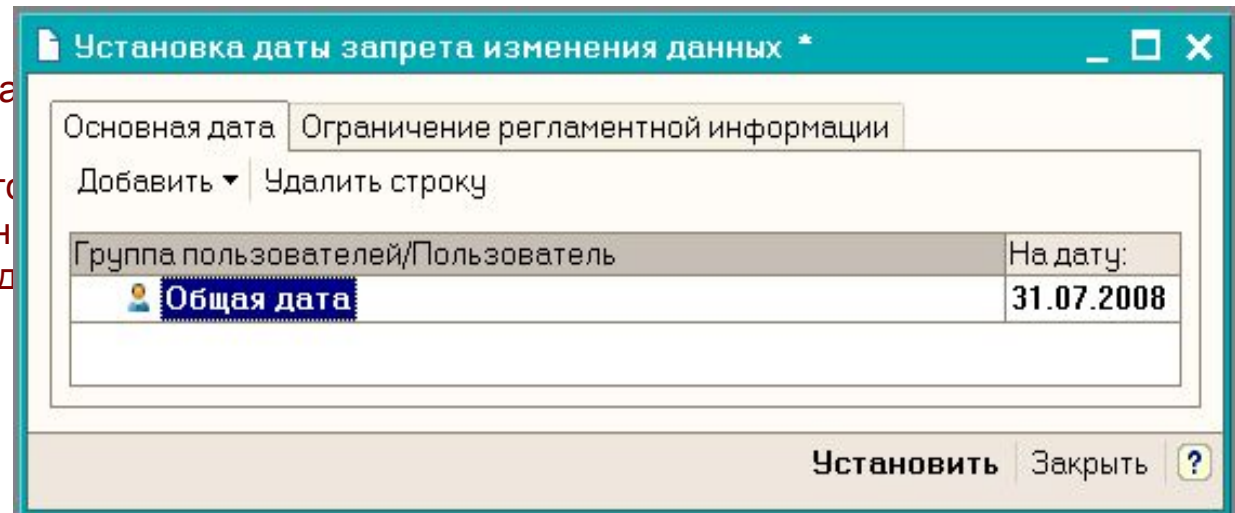 Установка даты запрета изменения данных *
Основная дата Ограничение регламентной информации
Добавить Удалить строку
Группа пользователей/Пользователь На дату:
Общая дата 31.07.2008
Установить Закрыть ?